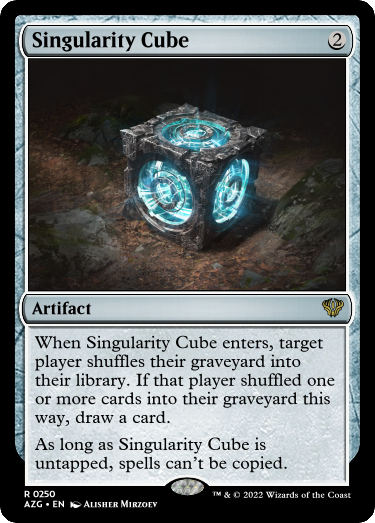 Singularity Cube 2
Artifact
When Singularity Cube enters, target
player shuffles their graveyard into
their library. If that player shuffled one
or more cards into their graveyard this
way, draw a card.
As long as Singularity Cube is
untapped, spells can't be copied.
R 0250
AZG • EN Alisher Mirzoev
™ & © 2022 Wizards of the Coast